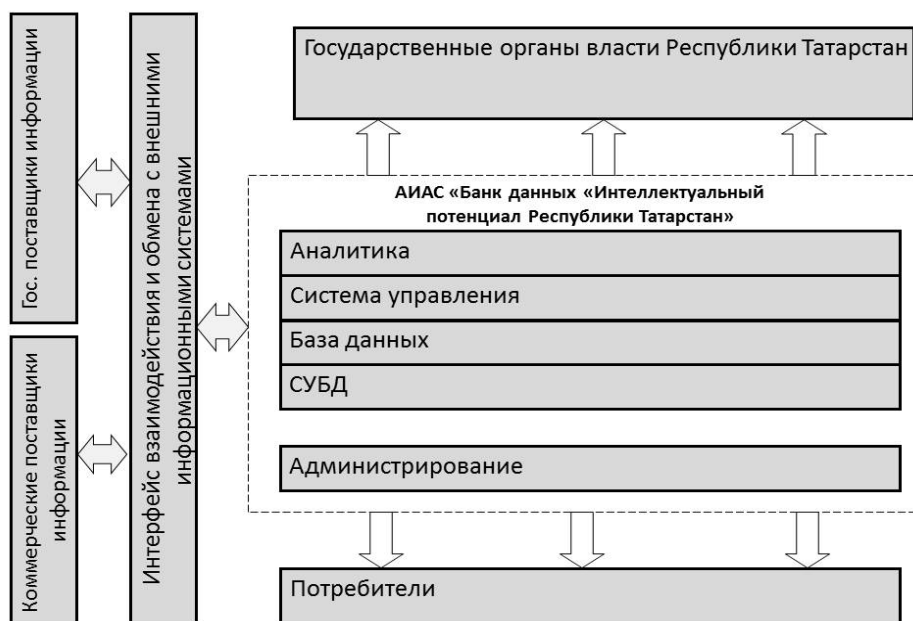 Гос. поставщики информации
Коммерческие поставщики
информации
Интерфейс взаимодействия и обмена с внешними
информационными системами
Государственные органы власти Республики Татарстан
АИАС «Банк данных «Интеллектуальный
потенциал Республики Татарстан»
Аналитика
Система управления
База данных
СУБД
Администрирование
Потребители